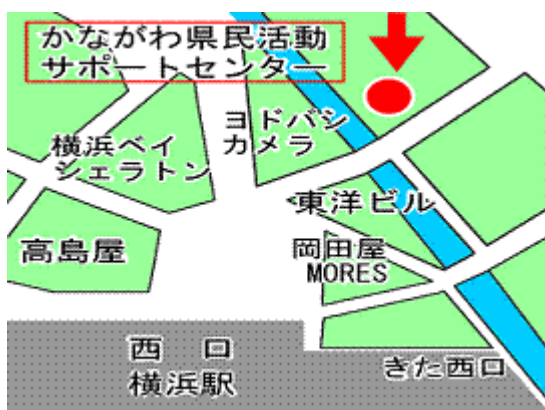 かながわ県民活動
サポートセンター
ヨドバシ
カメラ
横浜ベイ
シェラトン
東洋ビル
高島屋
岡田屋
MORES
西 口
横浜駅
きた西口